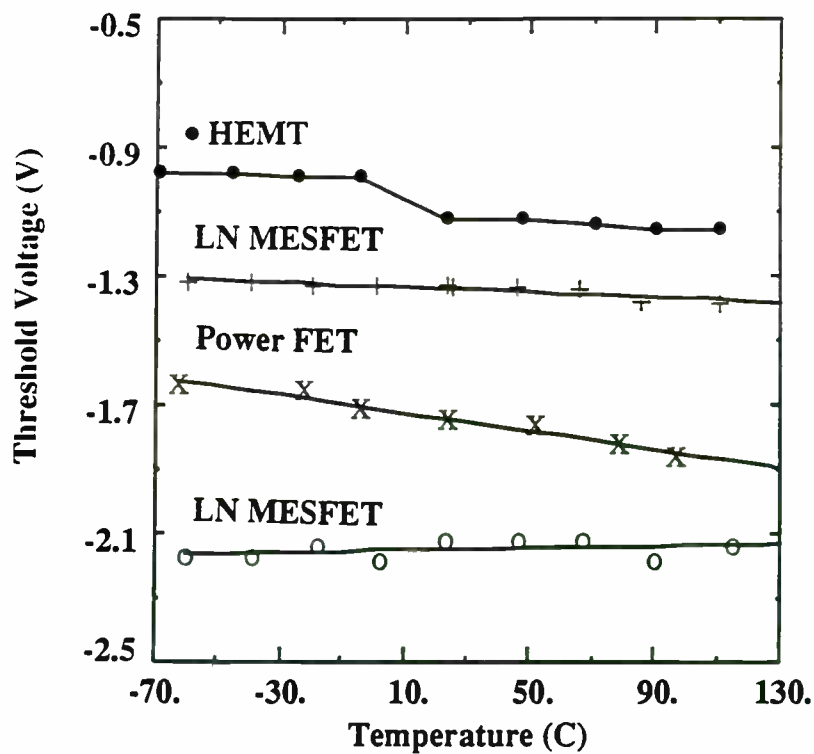 -0.5
-0.9
-1.3
-1.7
-2.1
-2.5
Threshold Voltage (V)
HEMT
LN MESFET
Power FET
LN MESFET
-70. -30. 10. 50. 90. 130.
Temperature (C)